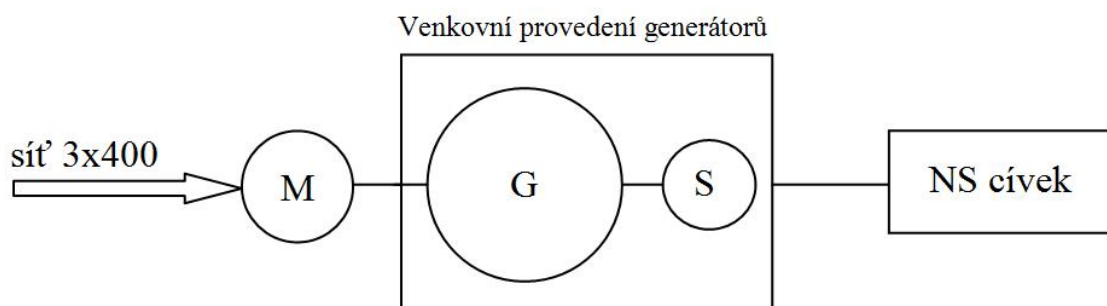 Venkovní provedení generátorů
síť 3x400
M
G
S
NS cívek